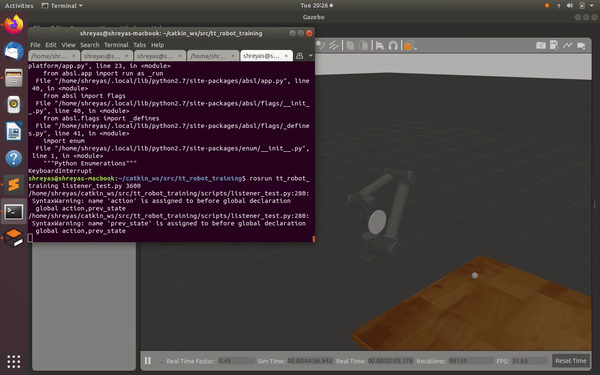 Activities
Terminal
Tue 20:26
Gazebo
shreyas@shreyas-macbook: ~/catkin_ws/src/tt_robot_training
File Edit View Search Terminal Tabs Help
/home/shre...
shreyas@s...
shreyas@s...
/home/shr...
shreyas@s...
platform/app.py", line 23, in <module>
from absl.app import run as _run
File "/home/shreyas/.local/lib/python2.7/site-packages/absl/app.py", line
40, in <module>
from absl import flags
File "/home/shreyas/.local/lib/python2.7/site-packages/absl/flags/__init_
_.py", line 40, in <module>
from absl.flags import _defines
File "/home/shreyas/.local/lib/python2.7/site-packages/absl/flags/_define
s.py", line 41, in <module>
import enum
File "/home/shreyas/.local/lib/python2.7/site-packages/enum/__init__.py",
line 1, in <module>
"""Python Enumerations"""
KeyboardInterrupt
shreyas@shreyas-macbook:~/catkin_ws/src/tt_robot_training$ rosrun tt_robot_
training listener_test.py 3600
/home/shreyas/catkin_ws/src/tt_robot_training/scripts/listener_test.py:280:
SyntaxWarning: name 'action' is assigned to before global declaration
global action,prev_state
/home/shreyas/catkin_ws/src/tt_robot_training/scripts/listener_test.py:280:
SyntaxWarning: name 'prev_state' is assigned to before global declaration
global action,prev_state
Real Time Factor: 0.45 Sim Time: 00 00:44:36.942 Real Time: 00 00:02:05.178 Iterations: 89135 FPS: 31.63 Reset Time